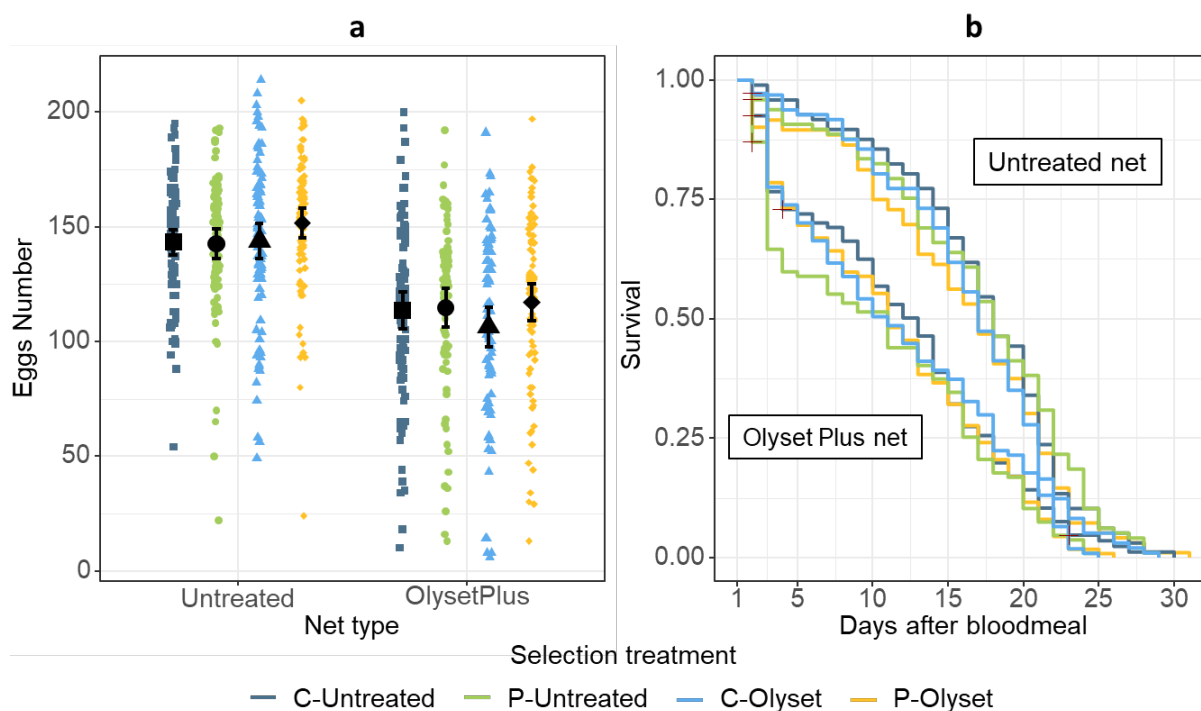 a
Eggs Number
200
150
100
50
0
Untreated
OlysetPlus
Net type
b
Survival
1.00
0.75
0.50
0.25
0.00
Untreated net
Olyset Plus net
1 5 10 15 20 25 30
Days after bloodmeal
Selection treatment
C-Untreated P-Untreated C-Olyset P-Olyset